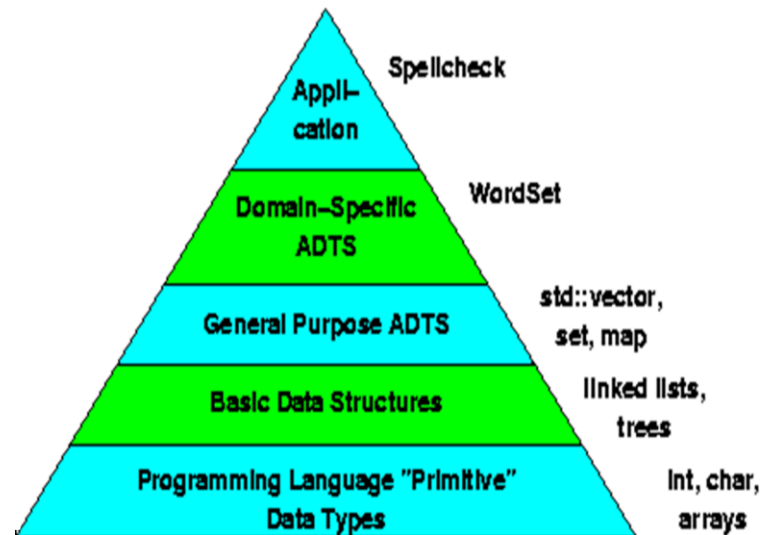 Spellcheck
Appli–
cation
WordSet
Domain–Specific
ADTS
std::vector,
set, map
General Purpose ADTS
linked lists,
trees
Basic Data Structures
Programming Language "Primitive"
Data Types
int, char,
arrays